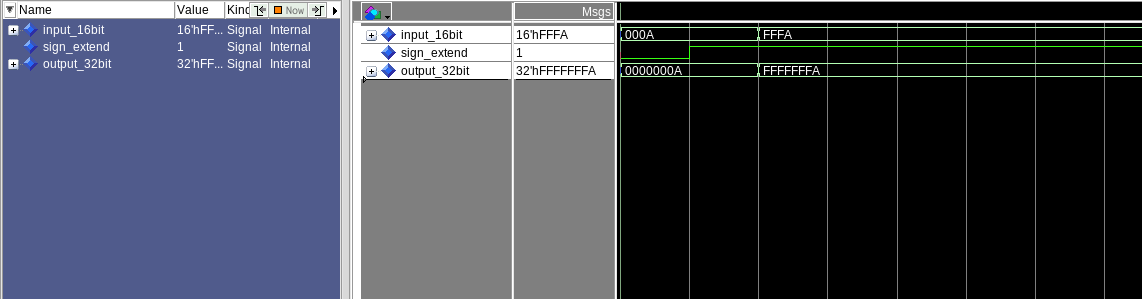 Name Value Kind Now
input_16bit 16'hFF... Signal Internal
sign_extend 1 Signal Internal
output_32bit 32'hFF... Signal Internal
Msgs
input_16bit 16'hFFFA 000A FFFA
sign_extend 1
output_32bit 32'hFFFFFFFA 0000000A FFFFFFFA